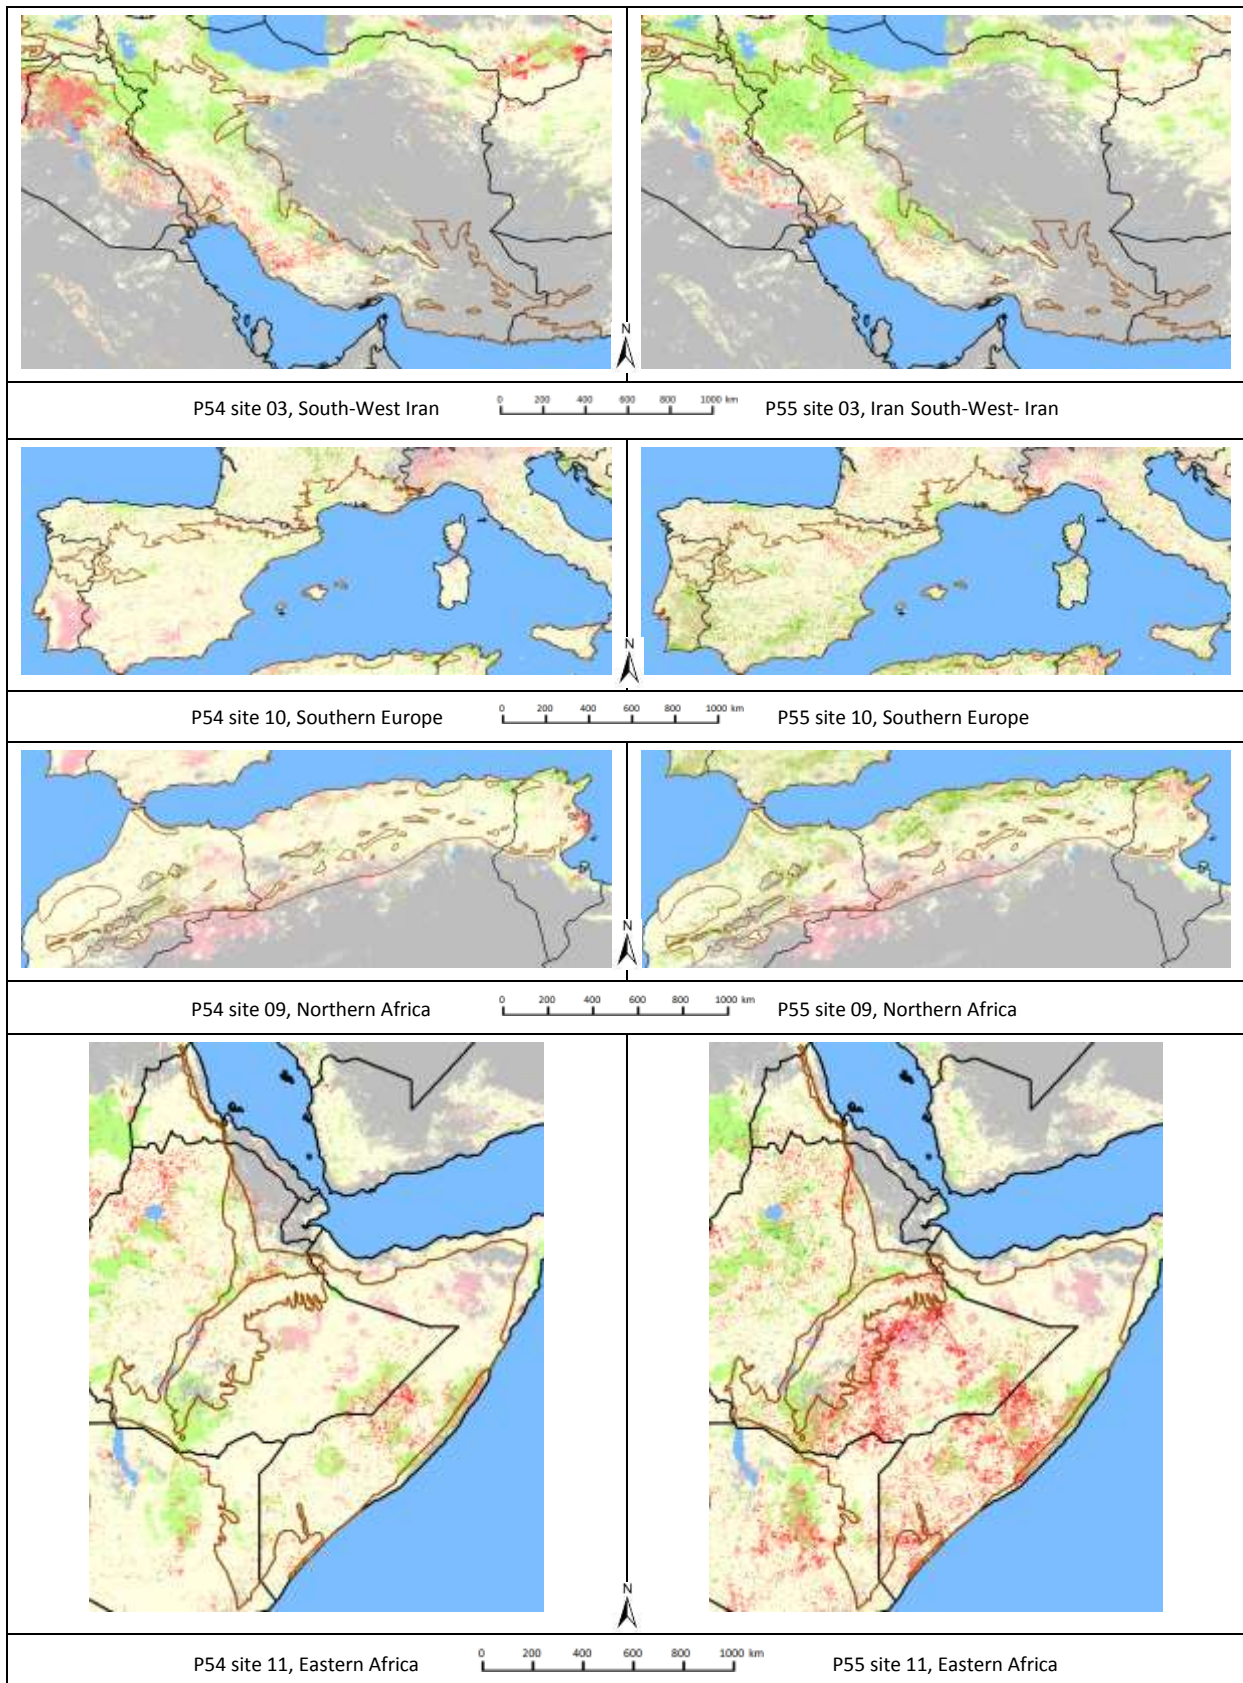 N
P54 site 03, South-West Iran
0 200 400 600 800 1000 km
P55 site 03, Iran South-West- Iran
N
P54 site 10, Southern Europe
0 200 400 600 800 1000 km
P55 site 10, Southern Europe
N
P54 site 09, Northern Africa
0 200 400 600 800 1000 km
P55 site 09, Northern Africa
N
P54 site 11, Eastern Africa
0 200 400 600 800 1000 km
P55 site 11, Eastern Africa